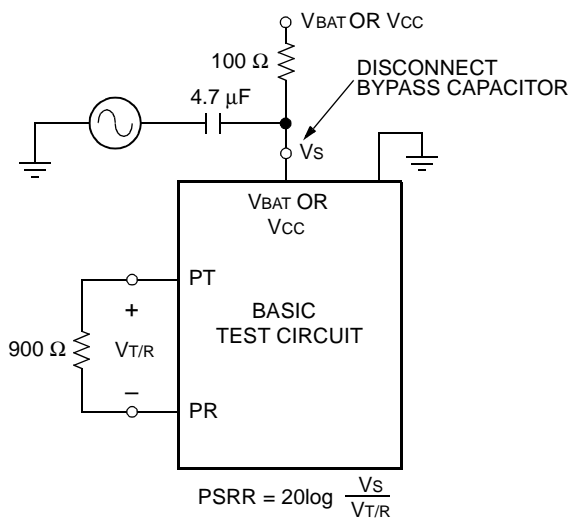 VBAT OR VCC
100 Ω
DISCONNECT
BYPASS CAPACITOR
4.7 μF
VS
VBAT OR
VCC
PT
+
BASIC
TEST CIRCUIT
900 Ω
VT/R
–
PR
PSRR = 20log VS
VT/R